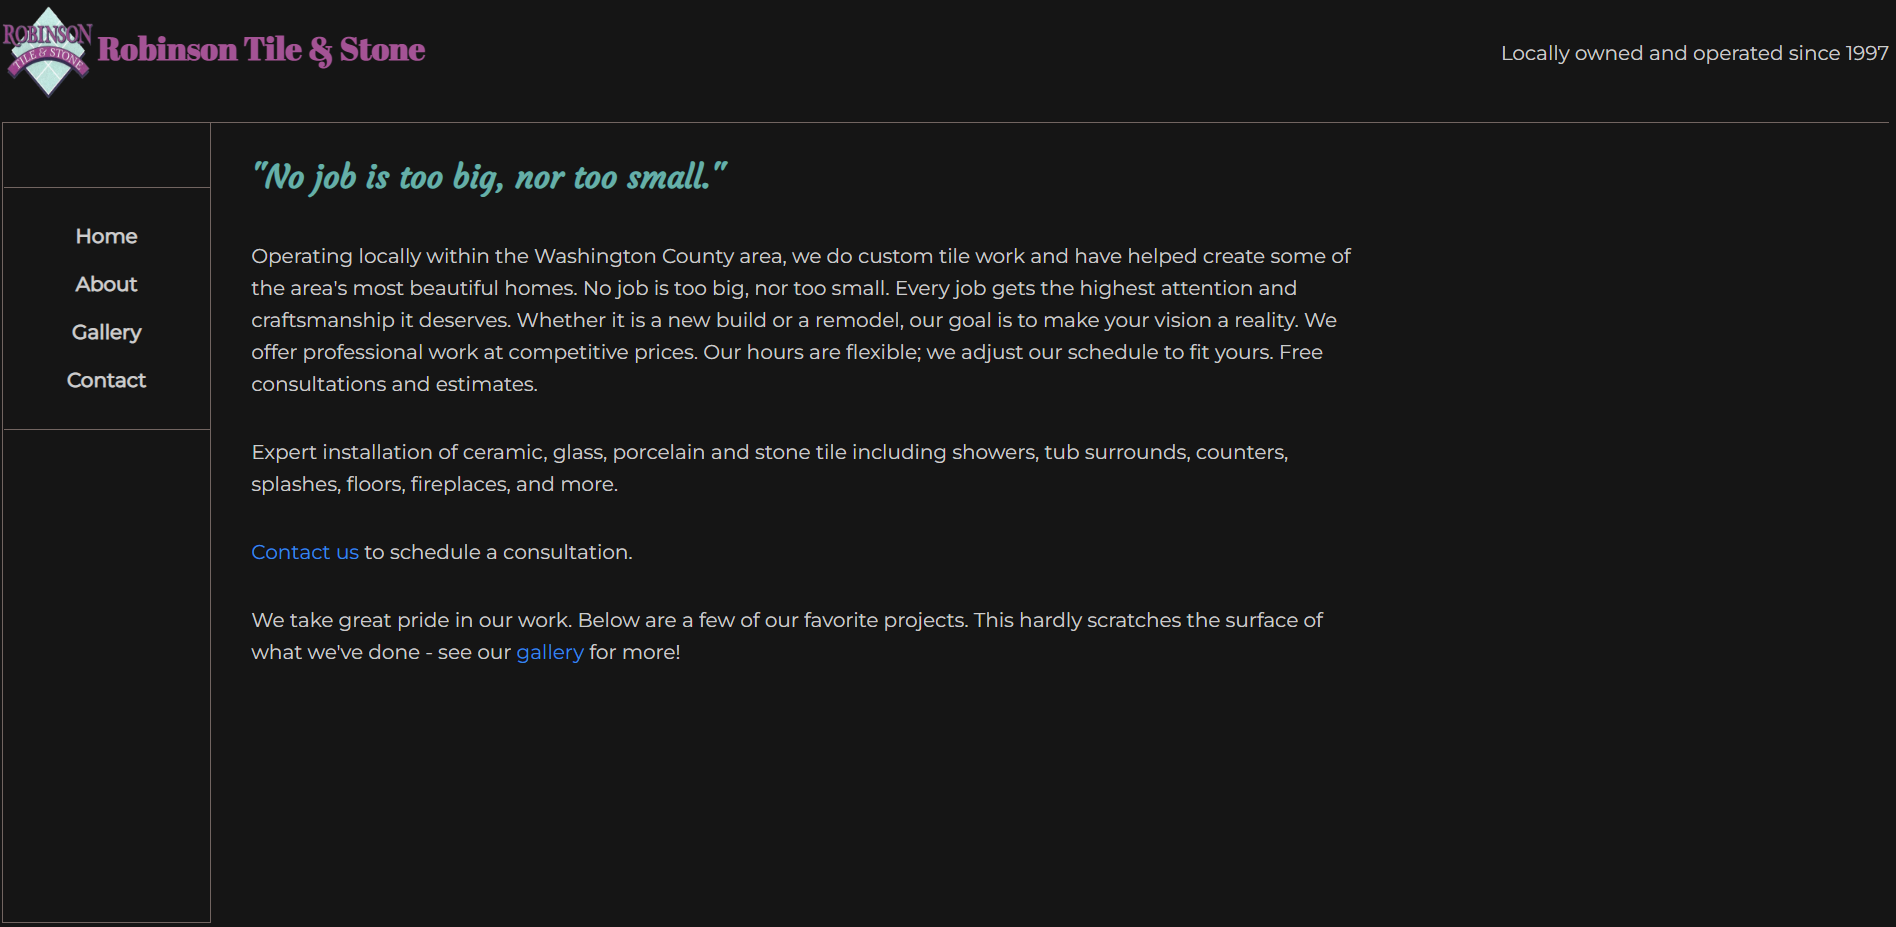 ROBINSON
TILE & STONE
Robinson Tile & Stone
Locally owned and operated since 1997
Home
About
Gallery
Contact
"No job is too big, nor too small."
Operating locally within the Washington County area, we do custom tile work and have helped create some of
the area's most beautiful homes. No job is too big, nor too small. Every job gets the highest attention and
craftsmanship it deserves. Whether it is a new build or a remodel, our goal is to make your vision a reality. We
offer professional work at competitive prices. Our hours are flexible; we adjust our schedule to fit yours. Free
consultations and estimates.
Expert installation of ceramic, glass, porcelain and stone tile including showers, tub surrounds, counters,
splashes, floors, fireplaces, and more.
Contact us to schedule a consultation.
We take great pride in our work. Below are a few of our favorite projects. This hardly scratches the surface of
what we've done - see our gallery for more!